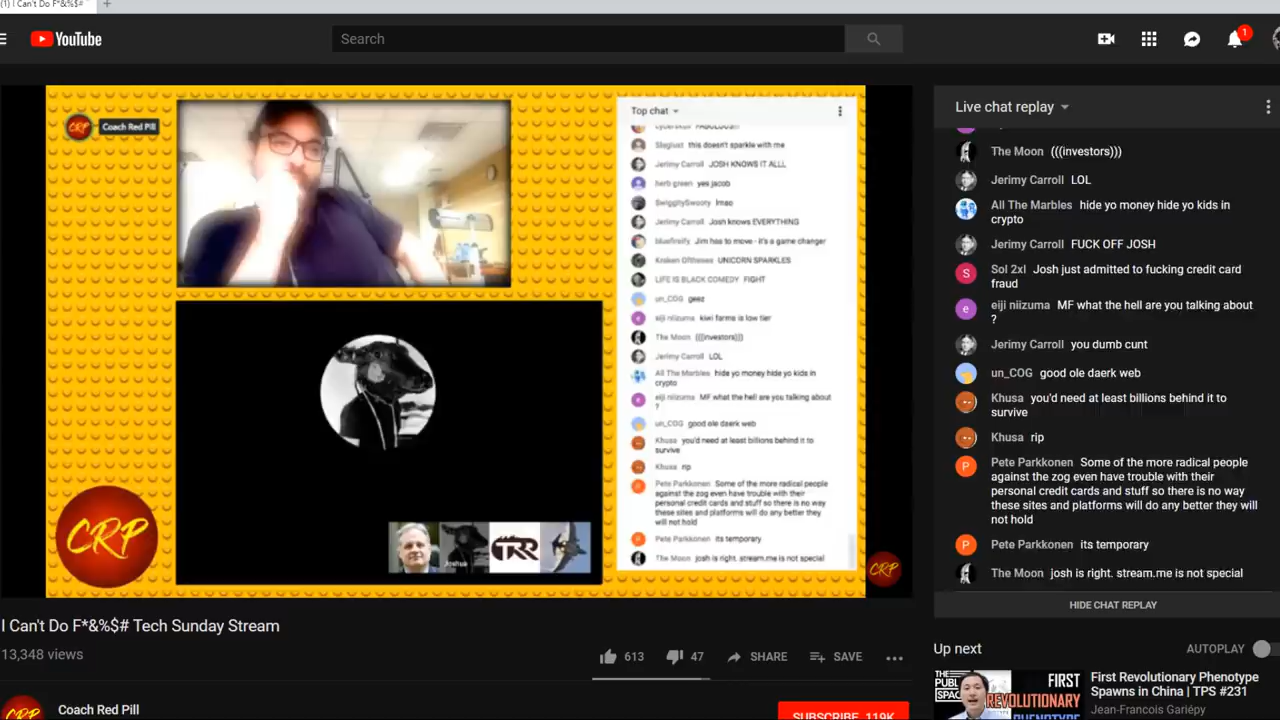 (1) I Can't Do F*&%$#
YouTube
Search
1
CRP
Coach Red Pill
Top chat
Slagiust this doesn't sparkle with me
Jerimy Carroll JOSH KNOWS IT ALLL
herb green yes jacob
SwiggitySwooty lmao
Jerimy Carroll Josh knows EVERYTHING
bluefireify Jim has to move - it's a game changer
UNICORN SPARKLES
LIFE IS BLACK COMEDY FIGHT
un_COG geez
eiji niizuma kiwi farms is low tier
The Moon (((investors)))
Jerimy Carroll LOL
All The Marbles hide yo money hide yo kids in
crypto
eiji niizuma MF what the hell are you talking about
?
un_COG good ole daerk web
Khusa you'd need at least billions behind it to
survive
Khusa rip
P
Pete Parkkonen Some of the more radical people
against the zog even have trouble with their
personal credit cards and stuff so there is no way
these sites and platforms will do any better they
will not hold
P
Pete Parkkonen its temporary
The Moon josh is right. stream.me is not special
Joshua
TRR
CRP
CRP
I Can't Do F*&%$# Tech Sunday Stream
13,348 views
613
47
SHARE
SAVE
Coach Red Pill
SUBSCRIBE 119K
Live chat replay
The Moon (((investors)))
Jerimy Carroll LOL
All The Marbles hide yo money hide yo kids in
crypto
Jerimy Carroll FUCK OFF JOSH
S
Sol 2xl Josh just admitted to fucking credit card
fraud
e
eiji niizuma MF what the hell are you talking about
?
Jerimy Carroll you dumb cunt
un_COG good ole daerk web
Khusa you'd need at least billions behind it to
survive
Khusa rip
P
Pete Parkkonen Some of the more radical people
against the zog even have trouble with their
personal credit cards and stuff so there is no way
these sites and platforms will do any better they will
not hold
P
Pete Parkkonen its temporary
The Moon josh is right. stream.me is not special
HIDE CHAT REPLAY
Up next
AUTOPLAY
THE
PUBL
SPAC
FIRST
REVOLUTIONARY
PHENOTYPE
First Revolutionary Phenotype
Spawns in China | TPS #231
Jean-Francois Gariépy